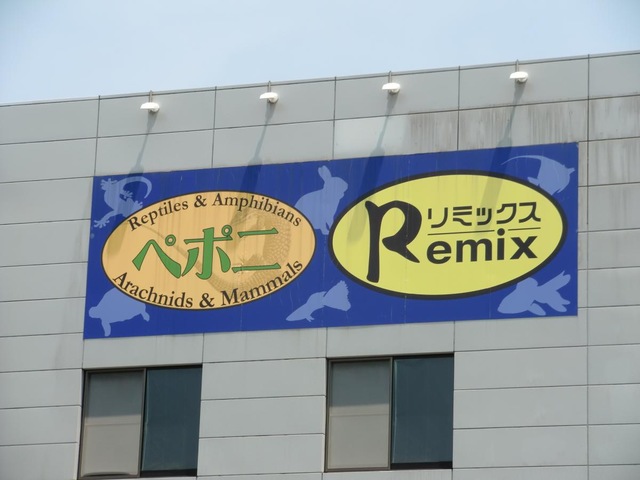 Reptiles & Amphibians
ペポニ
Arachnids & Mammals
リミックス
Remix